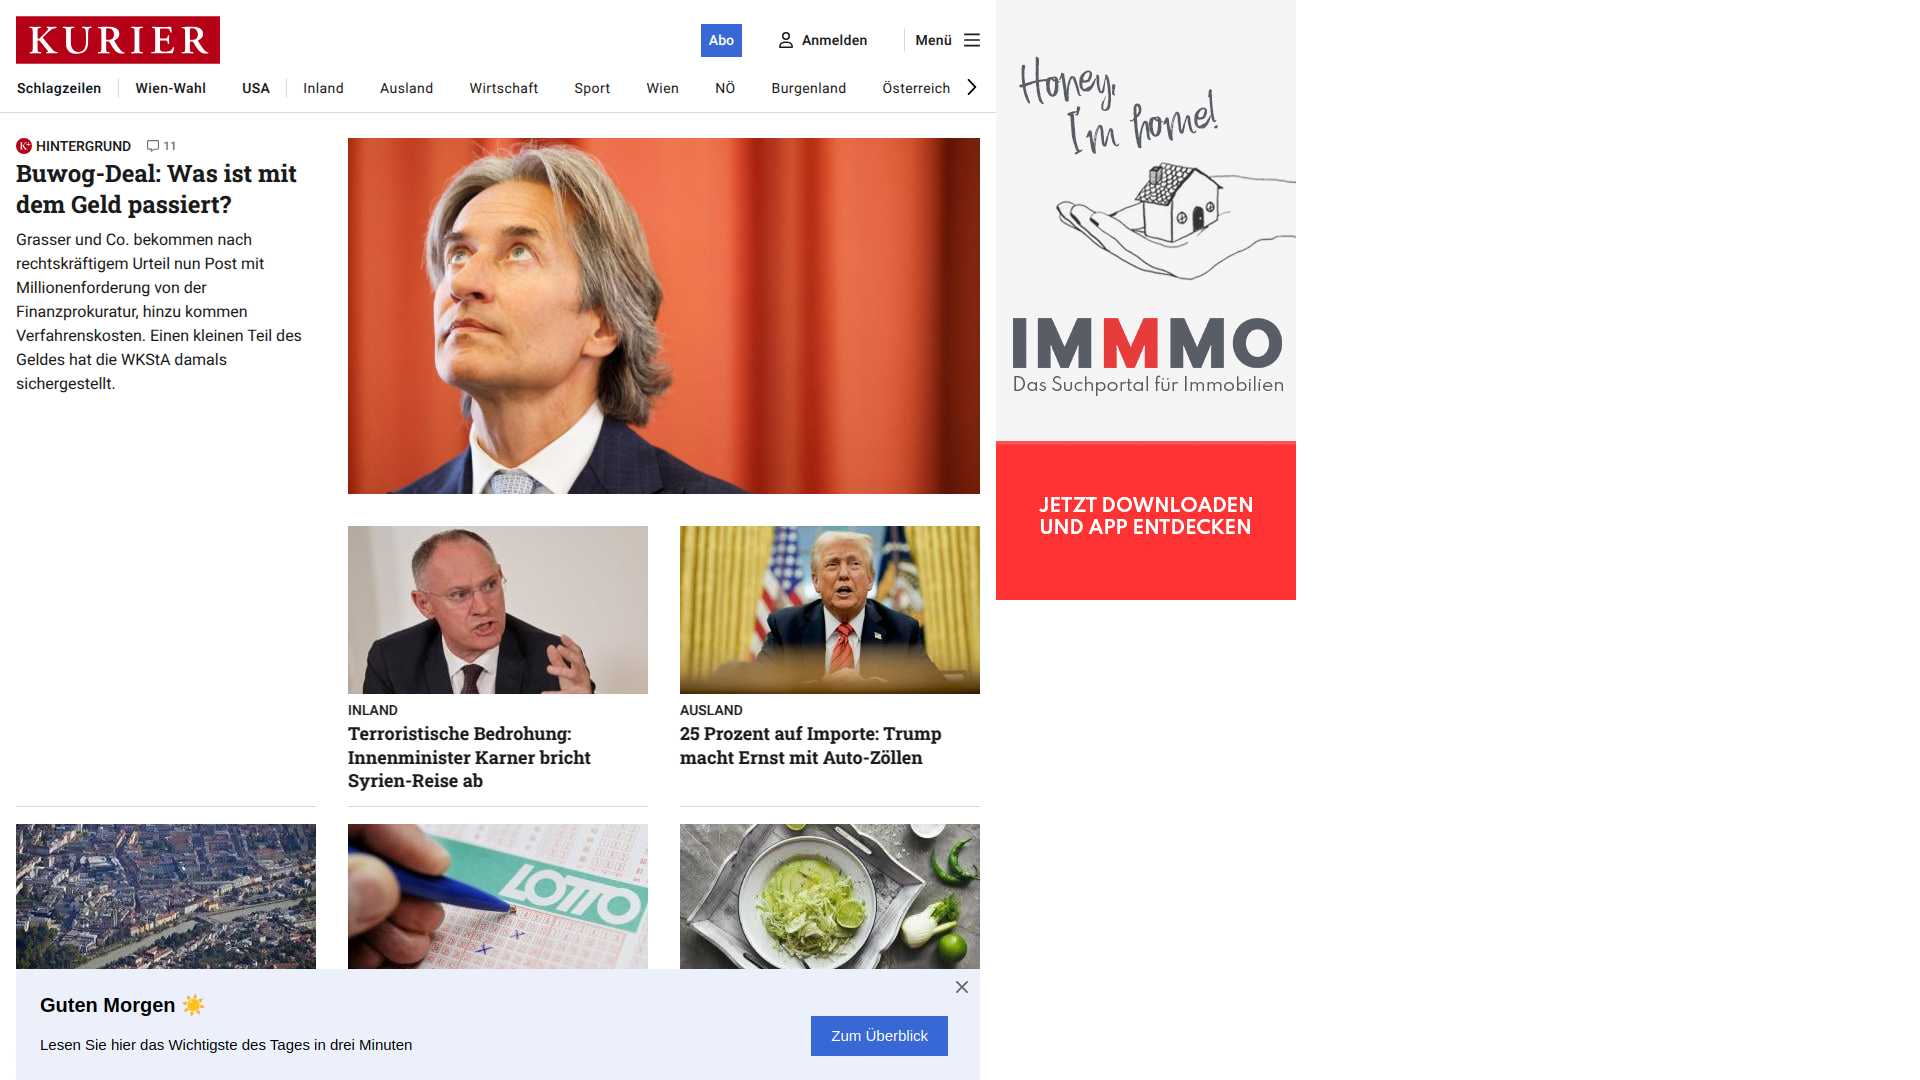 KURIER
Abo
Anmelden
Menü
Schlagzeilen
Wien-Wahl
USA
Inland
Ausland
Wirtschaft
Sport
Wien
NÖ
Burgenland
Österreich
HINTERGRUND
11
Buwog-Deal: Was ist mit
dem Geld passiert?
Grasser und Co. bekommen nach
rechtskräftigem Urteil nun Post mit
Millionenforderung von der
Finanzprokuratur, hinzu kommen
Verfahrenskosten. Einen kleinen Teil des
Geldes hat die WKStA damals
sichergestellt.
INLAND
Terroristische Bedrohung:
Innenminister Karner bricht
Syrien-Reise ab
AUSLAND
25 Prozent auf Importe: Trump
macht Ernst mit Auto-Zöllen
LOTTO
Guten Morgen ☀️
Lesen Sie hier das Wichtigste des Tages in drei Minuten
Zum Überblick
Honey,
I'm home!
IMMMO
Das Suchportal für Immobilien
JETZT DOWNLOADEN
UND APP ENTDECKEN